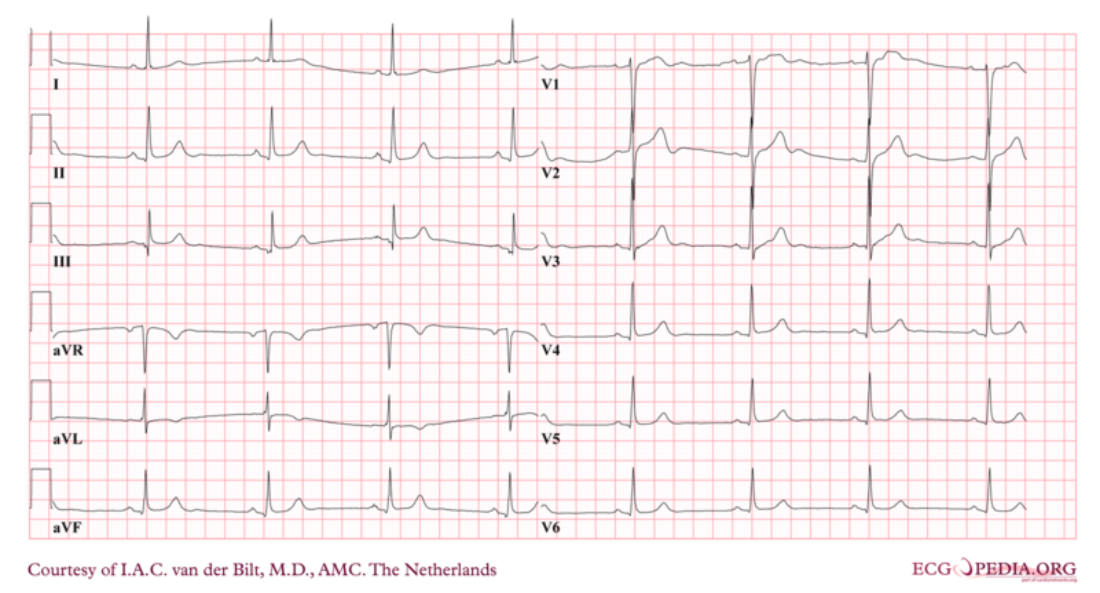 I
V1
II
V2
III
V3
aVR
V4
aVL
V5
aVF
V6
Courtesy of I.A.C. van der Bilt, M.D., AMC. The Netherlands
ECGPEDIA.ORG